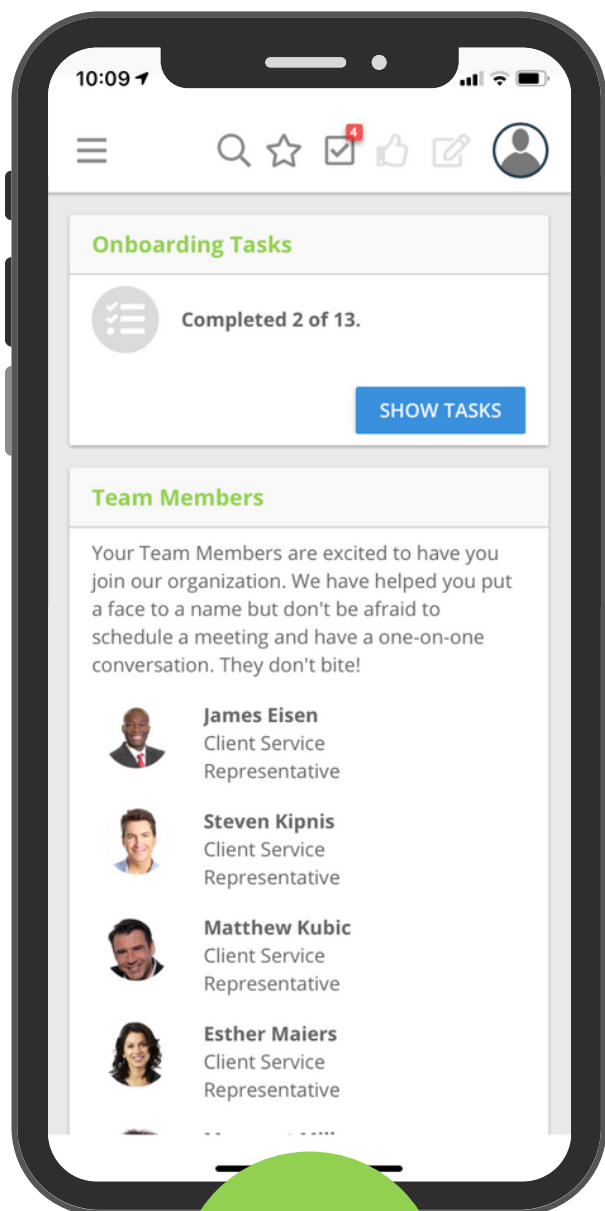 10:09
4
Onboarding Tasks
Completed 2 of 13.
SHOW TASKS
Team Members
Your Team Members are excited to have you
join our organization. We have helped you put
a face to a name but don't be afraid to
schedule a meeting and have a one-on-one
conversation. They don't bite!
James Eisen
Client Service
Representative
Steven Kipnis
Client Service
Representative
Matthew Kubic
Client Service
Representative
Esther Maiers
Client Service
Representative